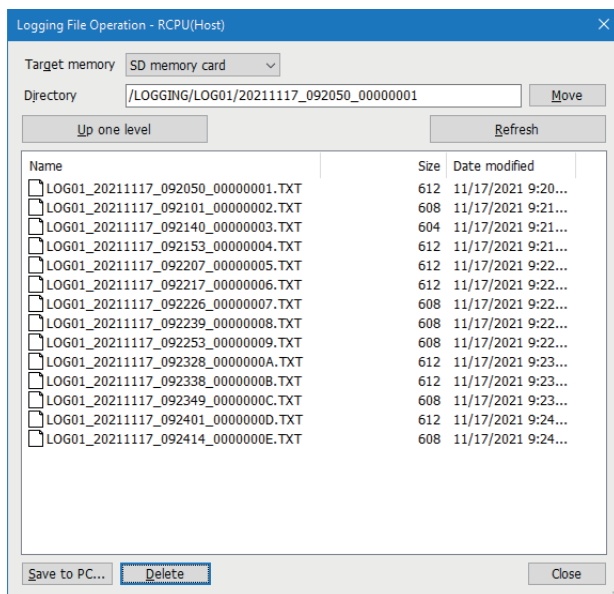 Logging File Operation - RCPU(Host)
Target memory SD memory card
Directory /LOGGING/LOG01/20211117_092050_00000001 Move
Up one level Refresh
Name Size Date modified
LOG01_20211117_092050_00000001.TXT 612 11/17/2021 9:20...
LOG01_20211117_092101_00000002.TXT 608 11/17/2021 9:21...
LOG01_20211117_092140_00000003.TXT 604 11/17/2021 9:21...
LOG01_20211117_092153_00000004.TXT 612 11/17/2021 9:21...
LOG01_20211117_092207_00000005.TXT 612 11/17/2021 9:22...
LOG01_20211117_092217_00000006.TXT 612 11/17/2021 9:22...
LOG01_20211117_092226_00000007.TXT 608 11/17/2021 9:22...
LOG01_20211117_092239_00000008.TXT 608 11/17/2021 9:22...
LOG01_20211117_092253_00000009.TXT 608 11/17/2021 9:22...
LOG01_20211117_092328_0000000A.TXT 612 11/17/2021 9:23...
LOG01_20211117_092338_0000000B.TXT 612 11/17/2021 9:23...
LOG01_20211117_092349_0000000C.TXT 608 11/17/2021 9:23...
LOG01_20211117_092401_0000000D.TXT 612 11/17/2021 9:24...
LOG01_20211117_092414_0000000E.TXT 608 11/17/2021 9:24...
Save to PC... Delete Close